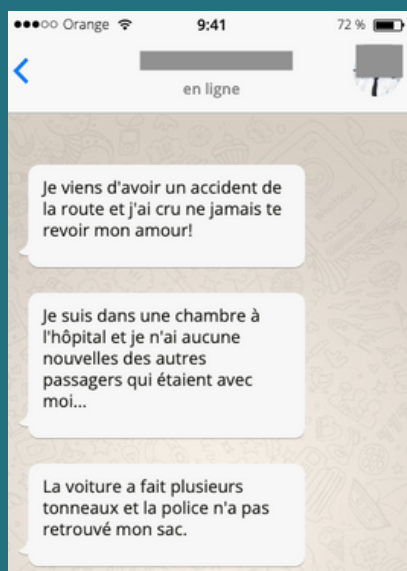 Orange 9:41 72 %
en ligne
Je viens d'avoir un accident de
la route et j'ai cru ne jamais te
revoir mon amour!
Je suis dans une chambre à
l'hôpital et je n'ai aucune
nouvelles des autres
passagers qui étaient avec
moi...
La voiture a fait plusieurs
tonneaux et la police n'a pas
retrouvé mon sac.